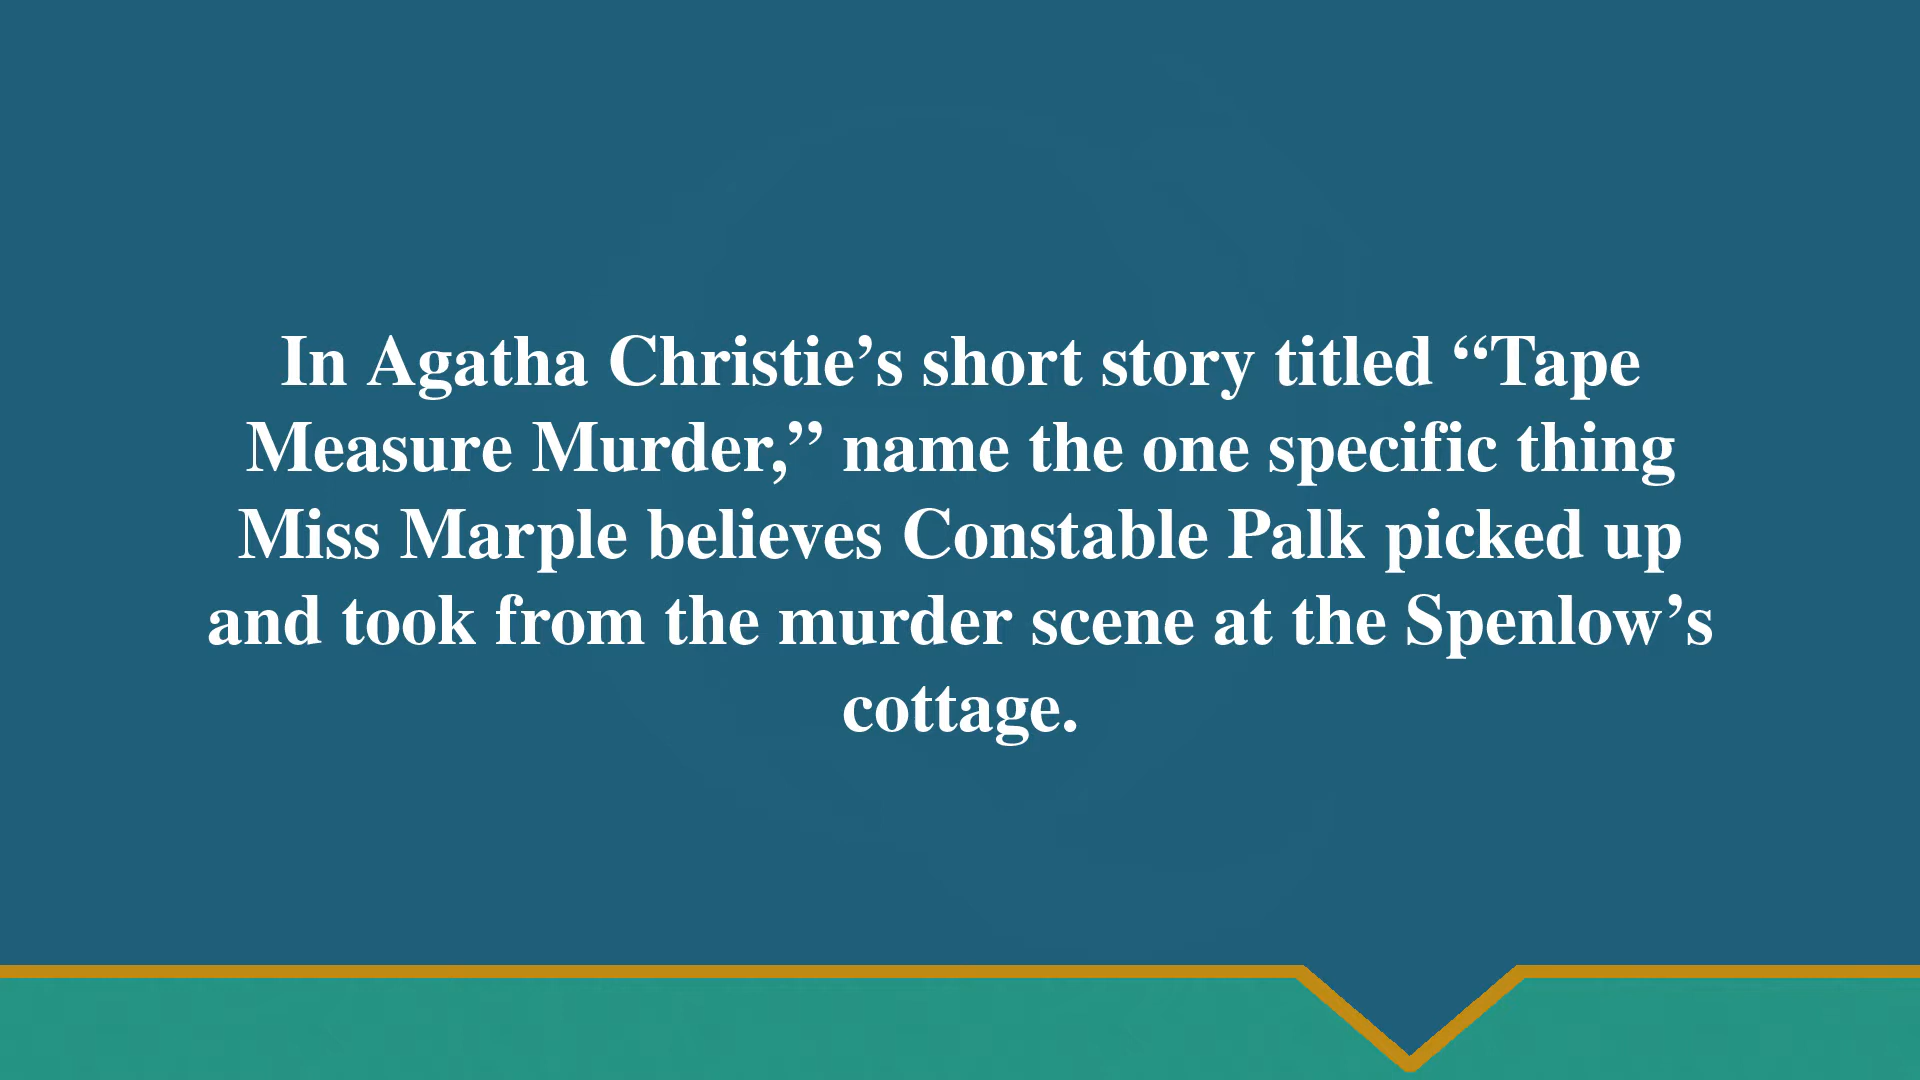 In Agatha Christie’s short story titled “Tape
Measure Murder,” name the one specific thing
Miss Marple believes Constable Palk picked up
and took from the murder scene at the Spenlow’s
cottage.